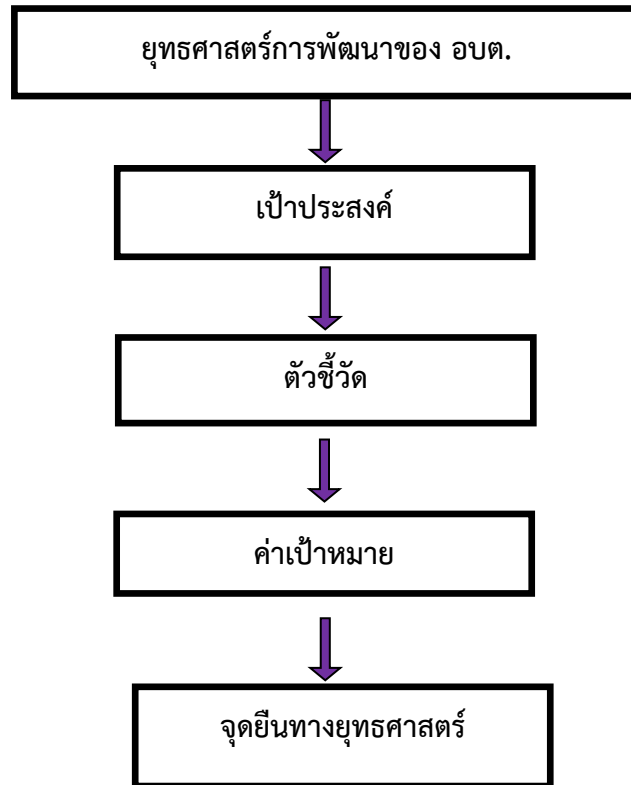 ยุทธศาสตร์การพัฒนาของ อบต.
เป้าประสงค์
ตัวชี้วัด
ค่าเป้าหมาย
จุดยืนทางยุทธศาสตร์